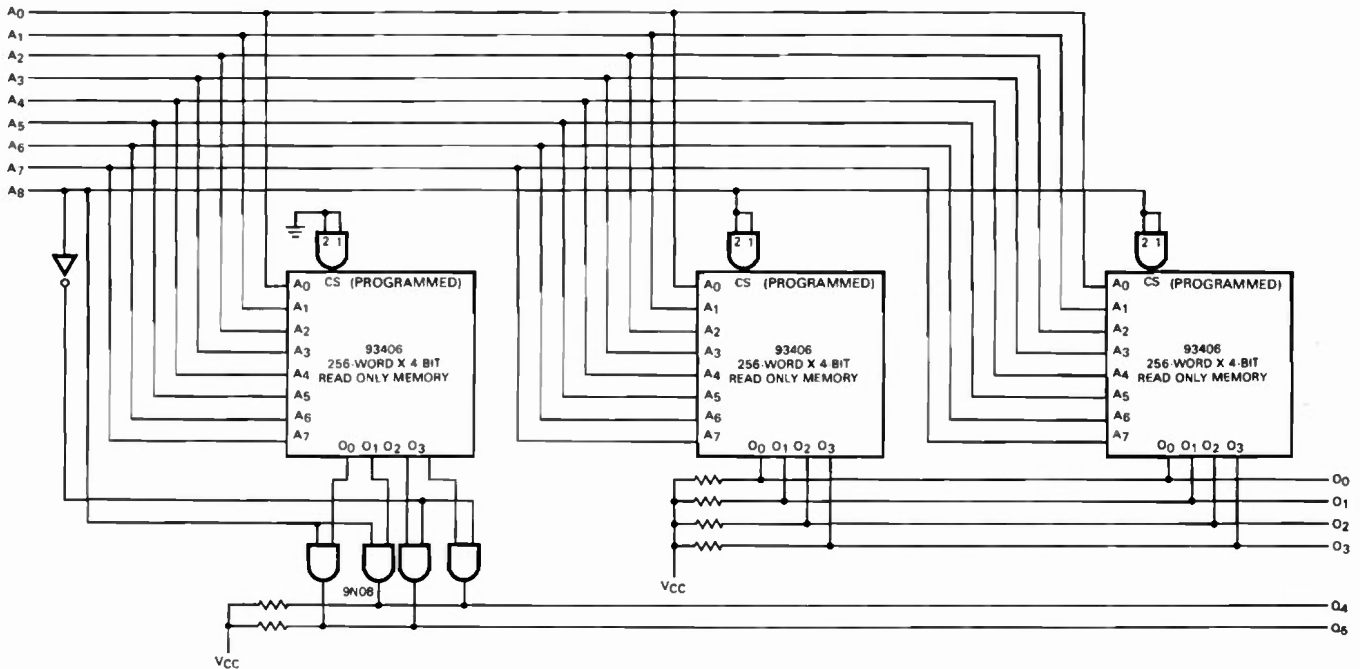 A0
A1
A2
A3
A4
A5
A6
A7
A8
2 1
2 1
2 1
A0 CS (PROGRAMMED)
A1
A2
A3
A4
A5
A6
A7
93406
256-WORD X 4-BIT
READ ONLY MEMORY
O0 O1 O2 O3
A0 CS (PROGRAMMED)
A1
A2
A3
A4
A5
A6
A7
93406
256-WORD X 4-BIT
READ ONLY MEMORY
O0 O1 O2 O3
A0 CS (PROGRAMMED)
A1
A2
A3
A4
A5
A6
A7
93406
256-WORD X 4-BIT
READ ONLY MEMORY
O0 O1 O2 O3
O0
O1
O2
O3
VCC
9N08
O4
O5
VCC